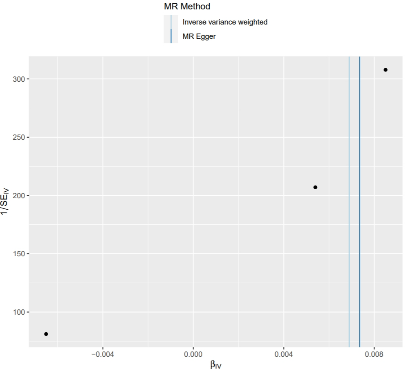 MR Method
Inverse variance weighted
MR Egger
300
250
200
150
100
1/SE_IV
−0.004
0.000
0.004
0.008
β_IV